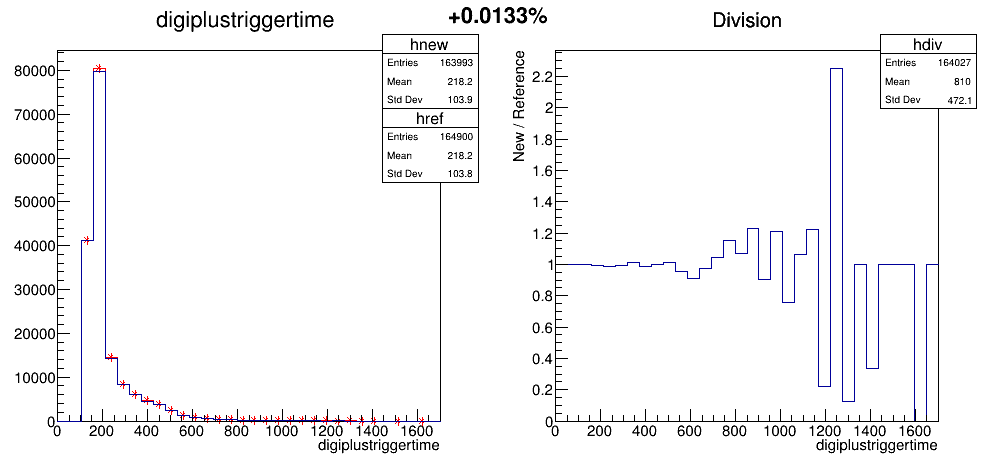 digiplustriggertime
+0.0133%
Division
hnew
Entries 163993
Mean 218.2
Std Dev 103.9
href
Entries 164900
Mean 218.2
Std Dev 103.8
80000
70000
60000
50000
40000
30000
20000
10000
0
0 200 400 600 800 1000 1200 1400 1600
digiplustriggertime
hdiv
Entries 164027
Mean 810
Std Dev 472.1
New / Reference
2.2
2
1.8
1.6
1.4
1.2
1
0.8
0.6
0.4
0.2
0
0 200 400 600 800 1000 1200 1400 1600
digiplustriggertime